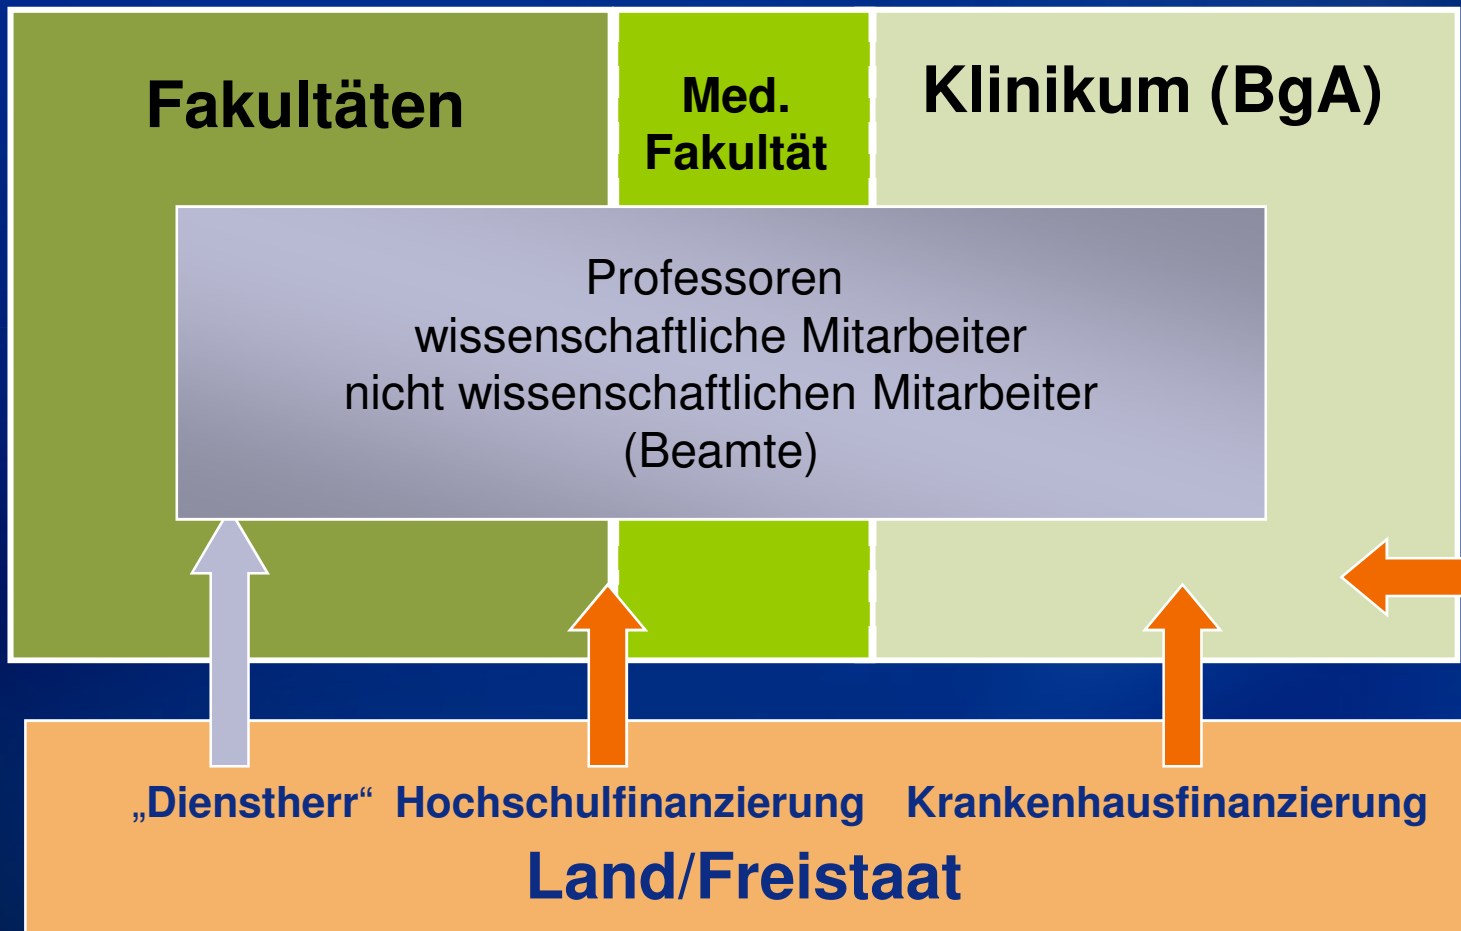 Fakultäten
Med.
Fakultät
Klinikum (BgA)
Professoren
wissenschaftliche Mitarbeiter
nicht wissenschaftlichen Mitarbeiter
(Beamte)
„Dienstherr“ Hochschulfinanzierung Krankenhausfinanzierung
Land/Freistaat